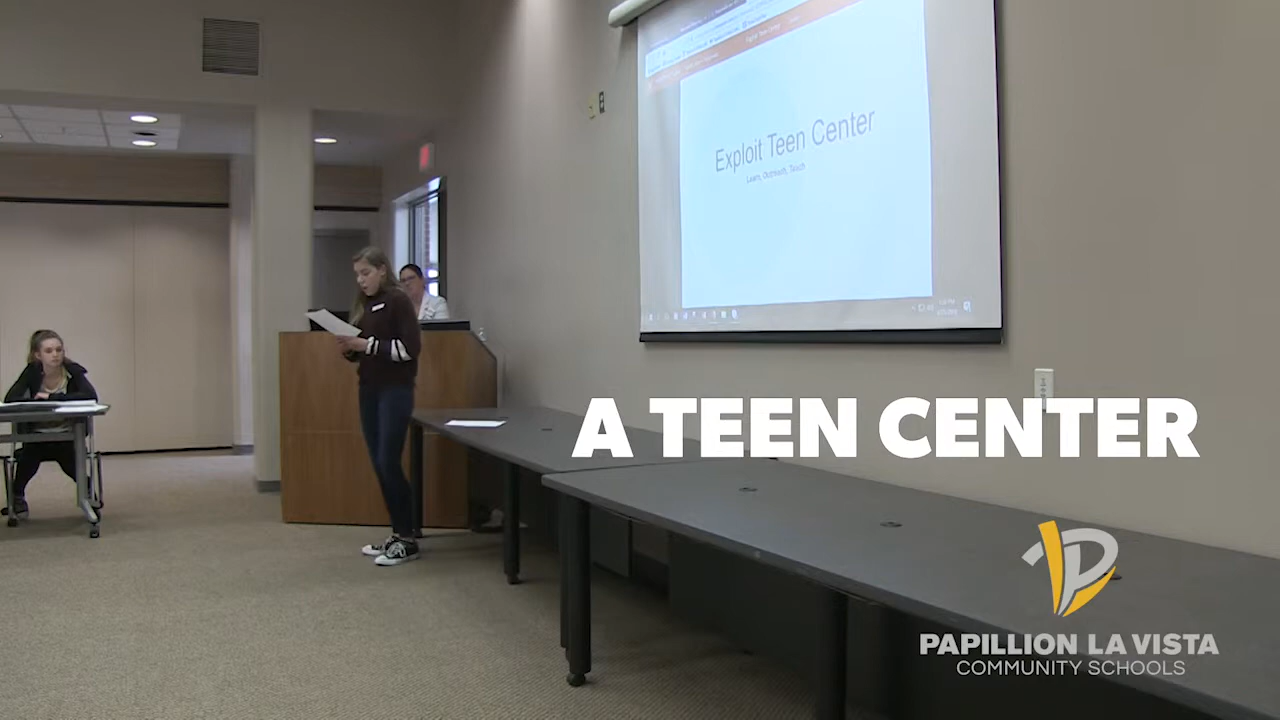 Exploit Teen Center
Learn, Outreach, Teach
A TEEN CENTER
PAPILLION LA VISTA
COMMUNITY SCHOOLS